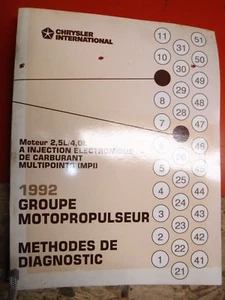 CHRYSLER
INTERNATIONAL
Moteur 2,5L/4,0L
A INJECTION ELECTRONIQUE
DE CARBURANT
MULTIPOINTS (MPI)
1992
GROUPE
MOTOPROPULSEUR
METHODES DE
DIAGNOSTIC
11 31 51
10 30 50
29 49
8 28 48
7 47
6 46
5 26 45
4 25 44
3 24 43
2 23 42
1 22 41
21